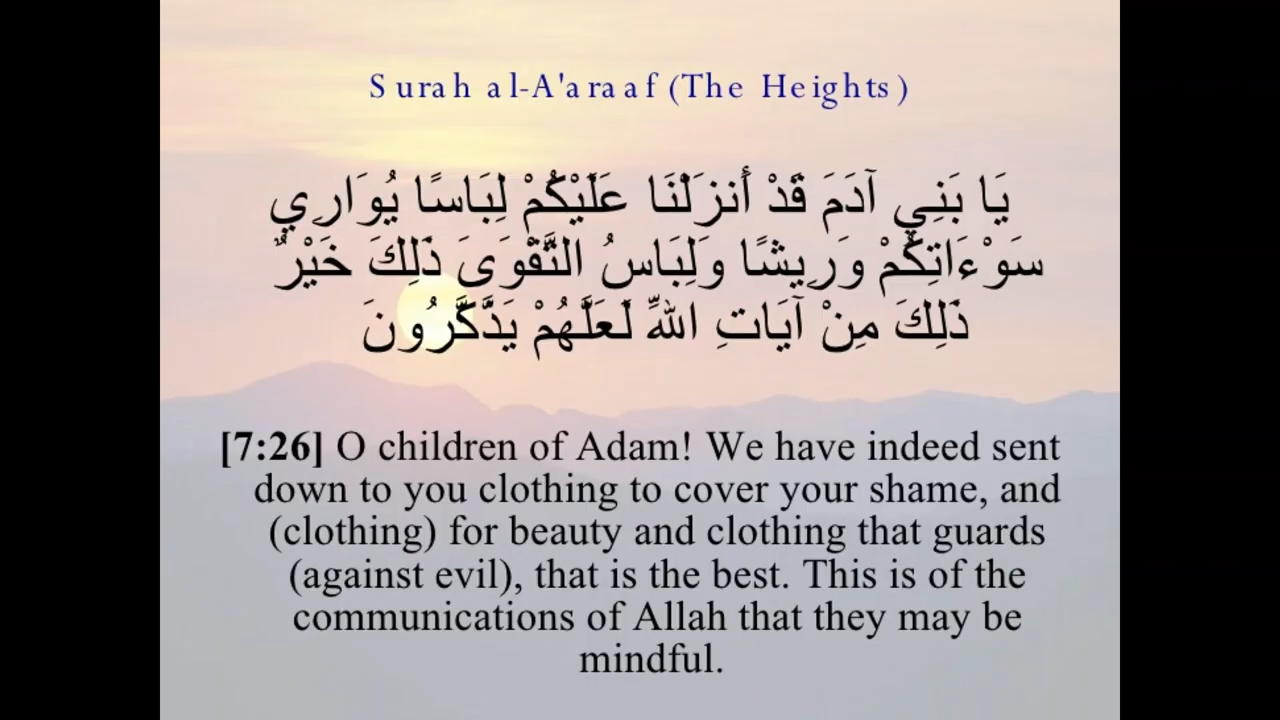 Surah al-A'araaf (The Heights)
يَا بَنِي آدَمَ قَدْ أَنزَلْنَا عَلَيْكُمْ لِبَاسًا يُوَارِي
سَوْءَاتِكُمْ وَرِيشًا وَلِبَاسُ التَّقْوَىَ ذَلِكَ خَيْرٌ
ذَلِكَ مِنْ آيَاتِ اللهِّ لَعَلَّهُمْ يَذَّكَّرُونَ
[7:26] O children of Adam! We have indeed sent
down to you clothing to cover your shame, and
(clothing) for beauty and clothing that guards
(against evil), that is the best. This is of the
communications of Allah that they may be
mindful.